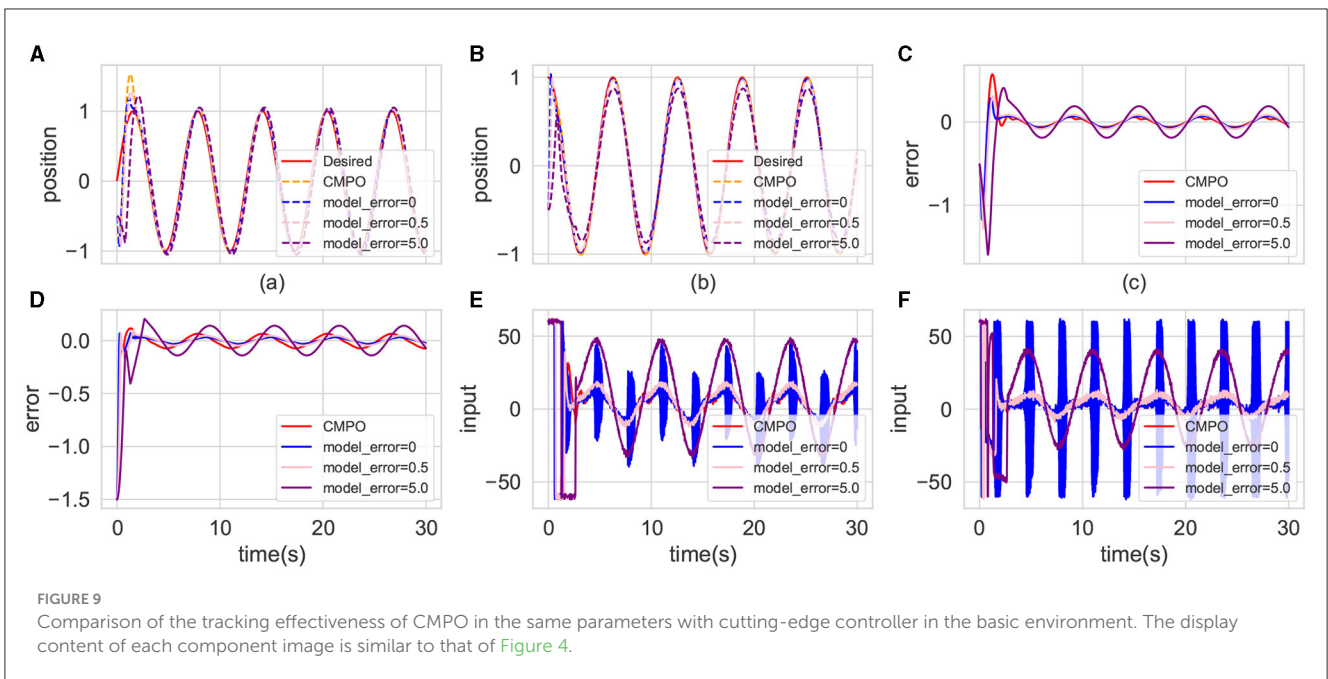 A
B
C
position
1
0
−1
Desired
CMPO
model_error=0
model_error=0.5
model_error=5.0
(a)
position
1
0
−1
Desired
CMPO
model_error=0
model_error=0.5
model_error=5.0
(b)
error
0
−1
CMPO
model_error=0
model_error=0.5
model_error=5.0
(c)
D
E
F
error
0.0
−0.5
−1.0
−1.5
CMPO
model_error=0
model_error=0.5
model_error=5.0
0 10 20 30
time(s)
input
50
0
−50
CMPO
model_error=0
model_error=0.5
model_error=5.0
0 10 20 30
time(s)
input
50
0
−50
CMPO
model_error=0
model_error=0.5
model_error=5.0
0 10 20 30
time(s)
FIGURE 9
Comparison of the tracking effectiveness of CMPO in the same parameters with cutting-edge controller in the basic environment. The display
content of each component image is similar to that of Figure 4.